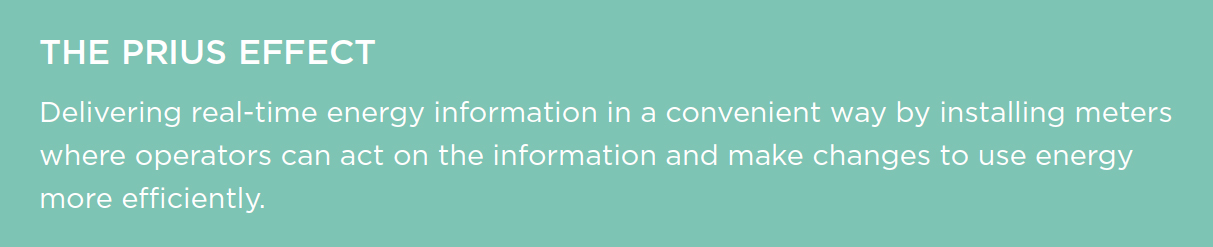 THE PRIUS EFFECT
Delivering real-time energy information in a convenient way by installing meters
where operators can act on the information and make changes to use energy
more efficiently.